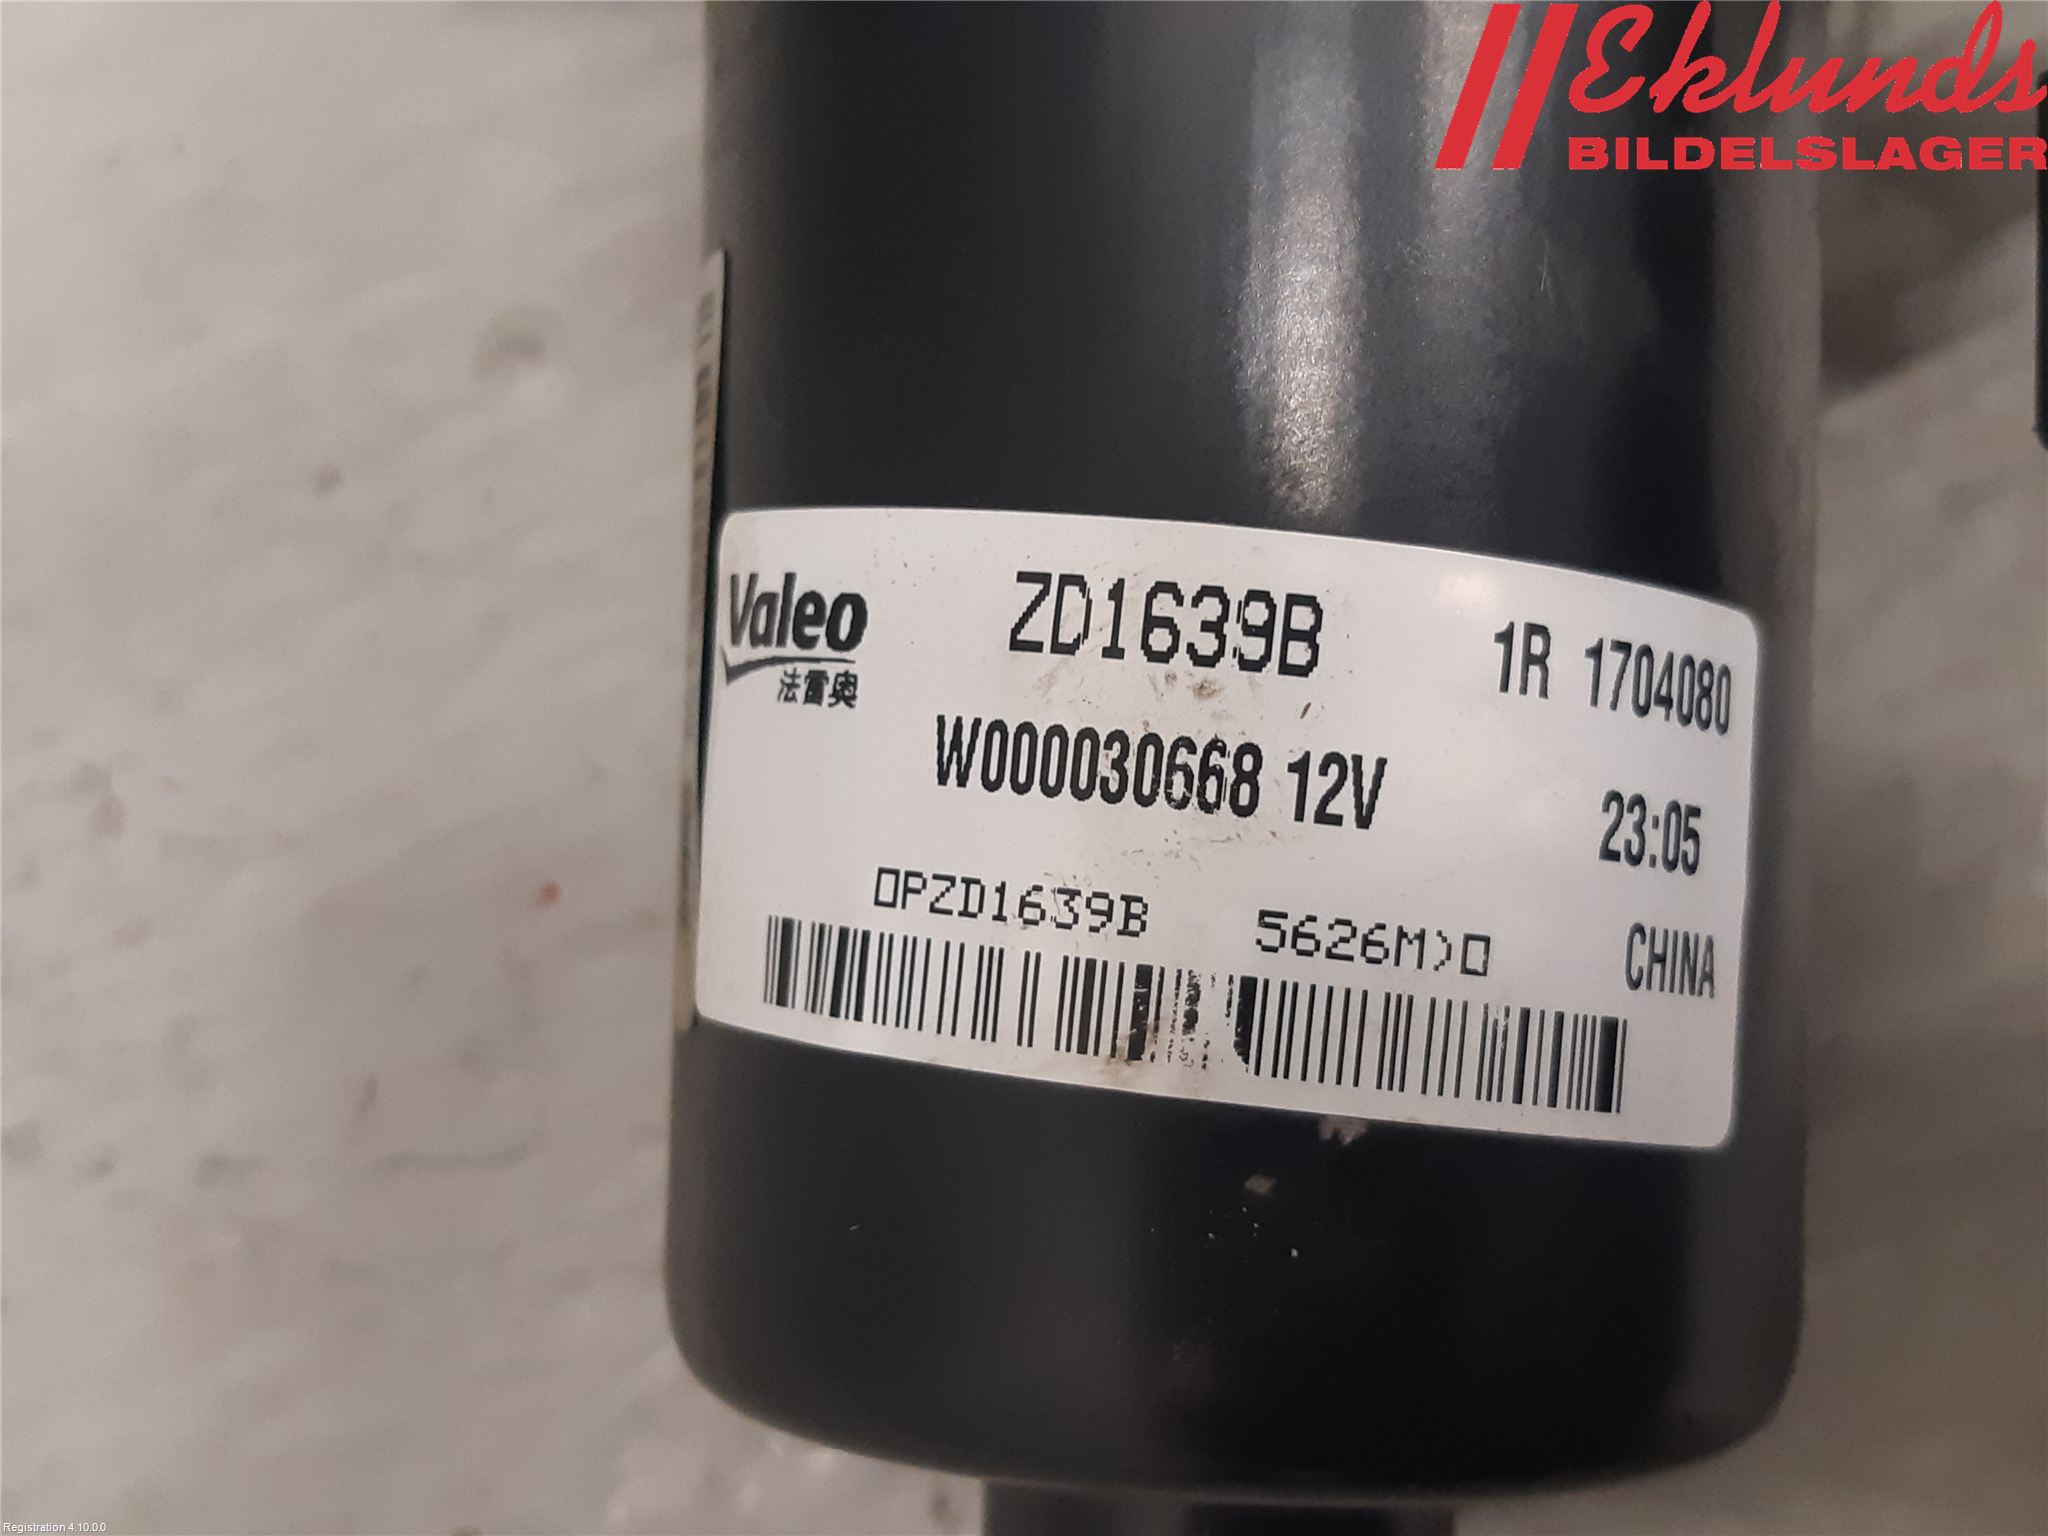 Eklunds
BILDELSLAGER
Valeo
法雷奥
ZD1639B
1R 1704080
W000030668 12V
23:05
▯PZD1639B 5626M)▯
CHINA
Registration 4.10.0.0